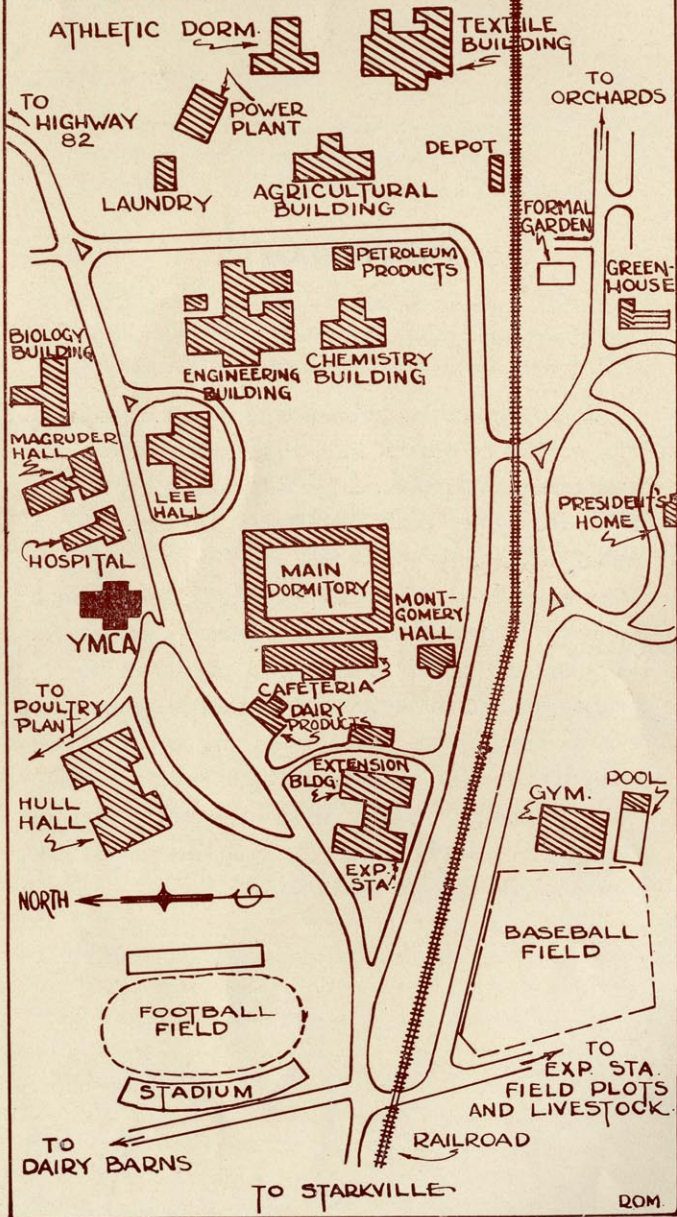 ATHLETIC DORM.
TEXTILE
BUILDING
TO
ORCHARDS
TO
HIGHWAY
82
POWER
PLANT
DEPOT
LAUNDRY
AGRICULTURAL
BUILDING
FORMAL
GARDEN
PETROLEUM
PRODUCTS
GREEN-
HOUSE
BIOLOGY
BUILDING
ENGINEERING
BUILDING
CHEMISTRY
BUILDING
MAGRUDER
HALL
LEE
HALL
PRESIDENT'S
HOME
HOSPITAL
MAIN
DORMITORY
MONT-
GOMERY
HALL
YMCA
CAFETERIA
TO
POULTRY
PLANT
DAIRY
PRODUCTS
EXTENSION
BLDG.
HULL
HALL
GYM.
POOL
EXP.
STA.
NORTH
BASEBALL
FIELD
FOOTBALL
FIELD
STADIUM
TO
EXP. STA.
FIELD PLOTS
AND LIVESTOCK
TO
DAIRY BARNS
RAILROAD
TO STARKVILLE
ROM.